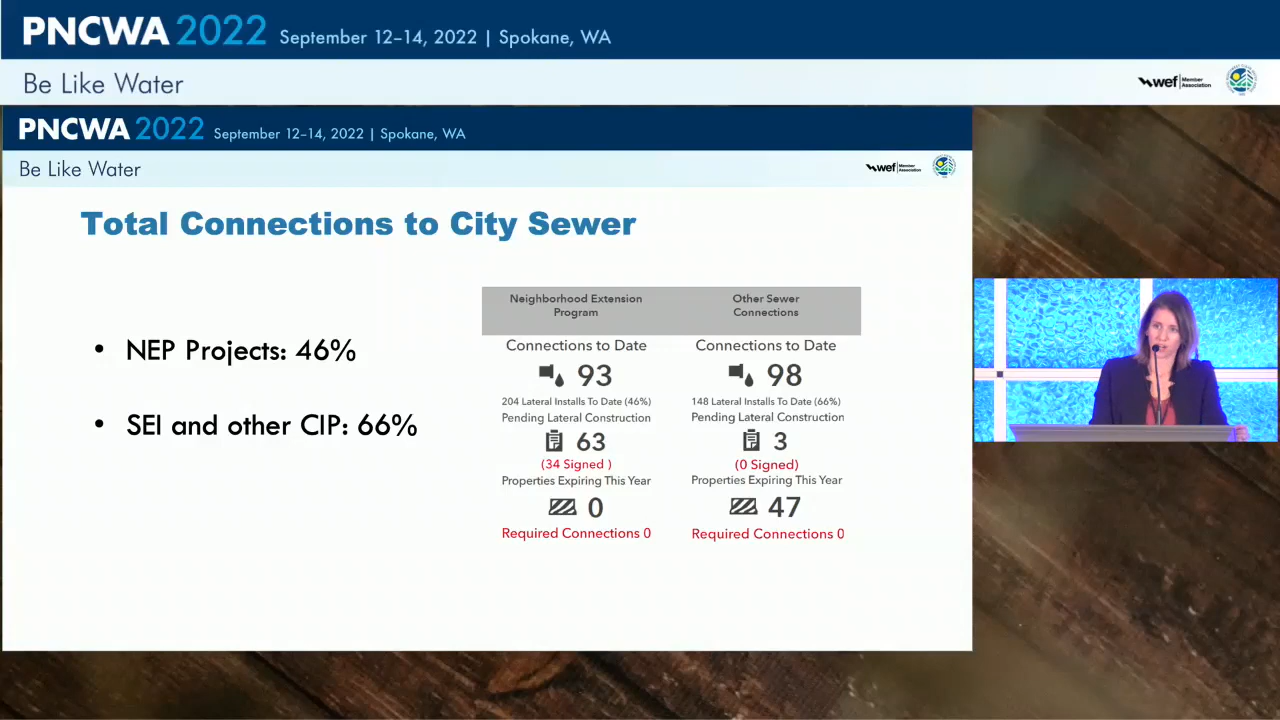 PNCWA 2022 September 12–14, 2022 | Spokane, WA
Be Like Water
wef Member Association
PNCWA 2022 September 12–14, 2022 | Spokane, WA
Be Like Water
wef Member Association
Total Connections to City Sewer
• NEP Projects: 46%
• SEI and other CIP: 66%
Neighborhood Extension Program
Connections to Date
93
204 Lateral Installs To Date (46%)
Pending Lateral Construction
63
(34 Signed )
Properties Expiring This Year
0
Required Connections 0
Other Sewer Connections
Connections to Date
98
148 Lateral Installs To Date (66%)
Pending Lateral Construction
3
(0 Signed)
Properties Expiring This Year
47
Required Connections 0